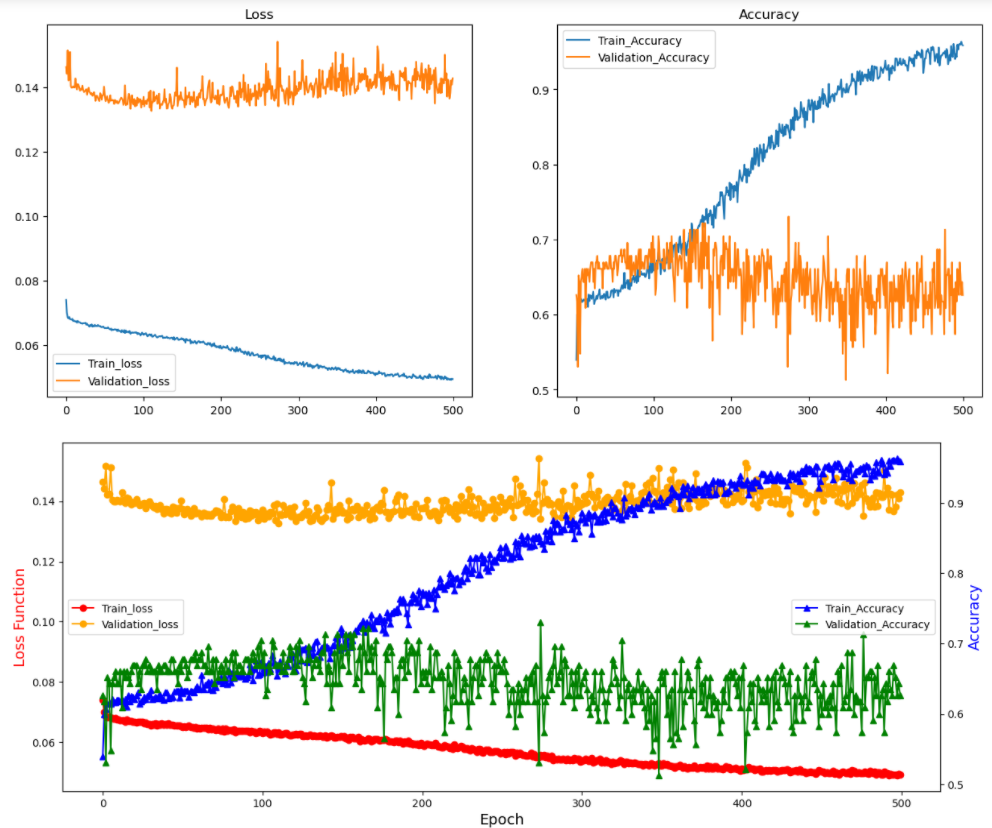 Loss
0.14
0.12
0.10
0.08
0.06
Train_loss
Validation_loss
0 100 200 300 400 500
Accuracy
Train_Accuracy
Validation_Accuracy
0.9
0.8
0.7
0.6
0.5
0 100 200 300 400 500
Loss Function
0.14
0.12
0.10
0.08
0.06
Train_loss
Validation_loss
Train_Accuracy
Validation_Accuracy
0.9
0.8
0.7
0.6
0.5
Accuracy
0 100 200 300 400 500
Epoch